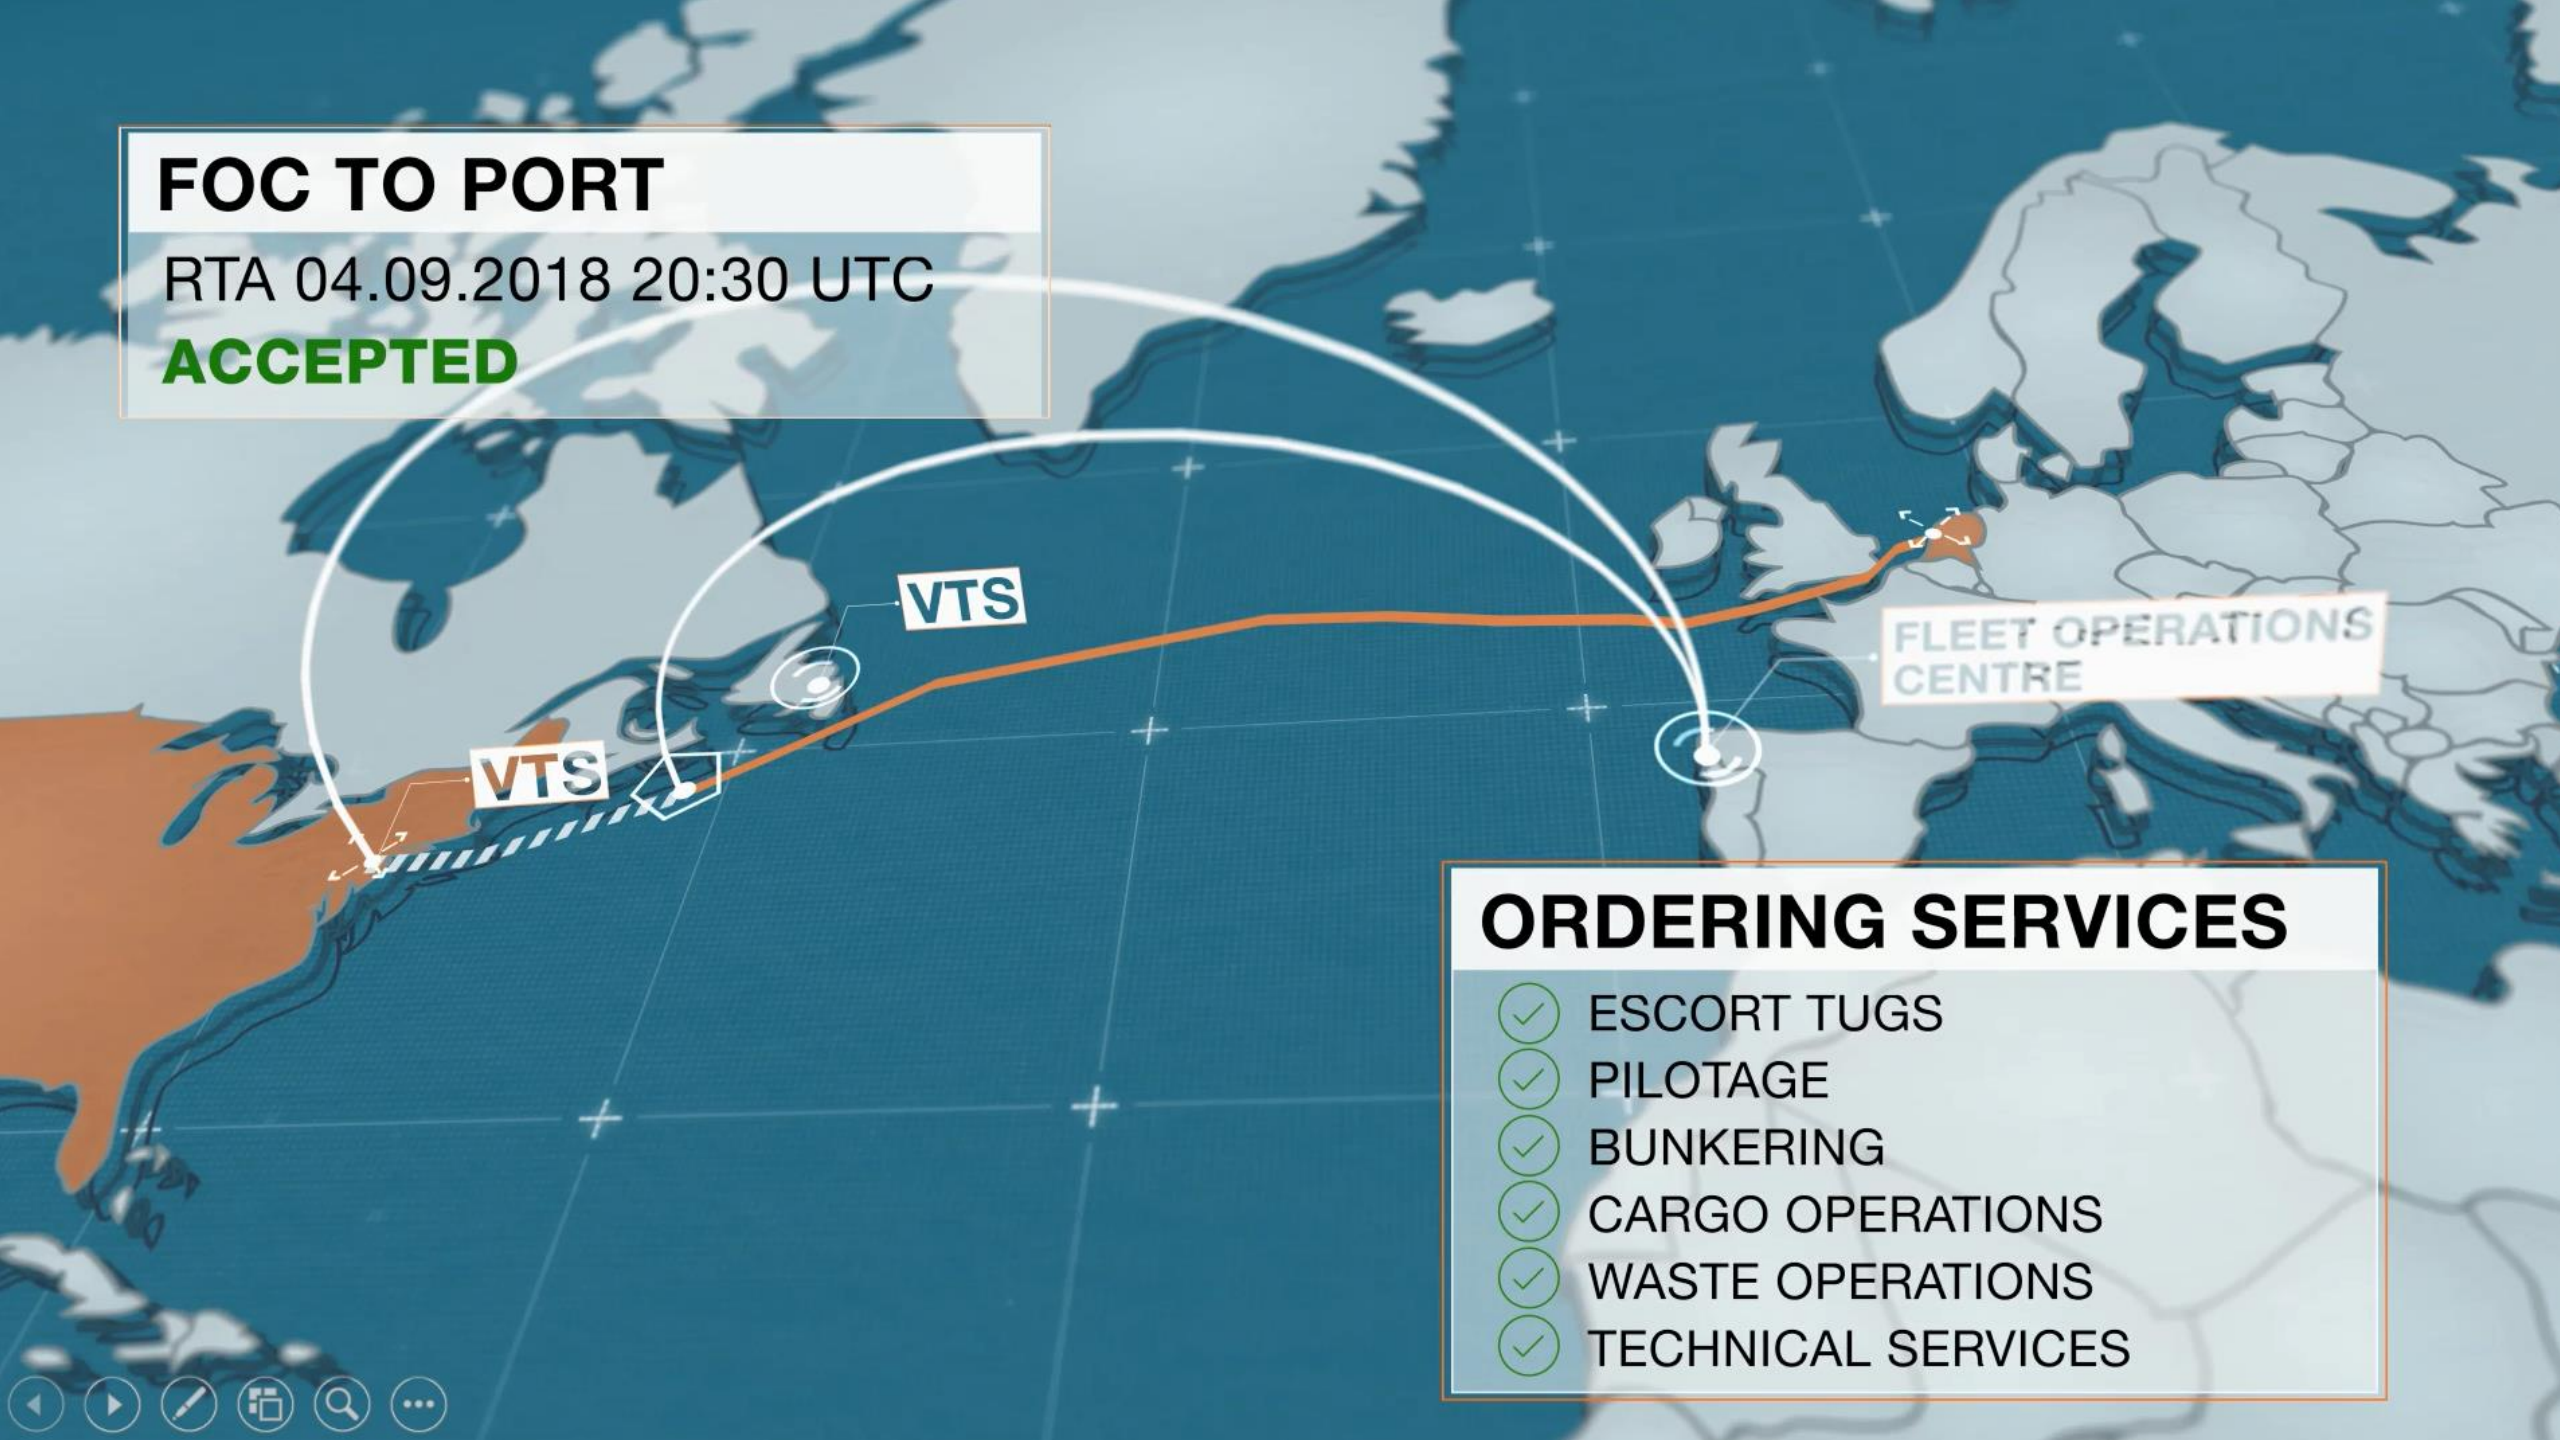 FOC TO PORT
RTA 04.09.2018 20:30 UTC
ACCEPTED
VTS
VTS
FLEET OPERATIONS
CENTRE
ORDERING SERVICES
ESCORT TUGS
PILOTAGE
BUNKERING
CARGO OPERATIONS
WASTE OPERATIONS
TECHNICAL SERVICES